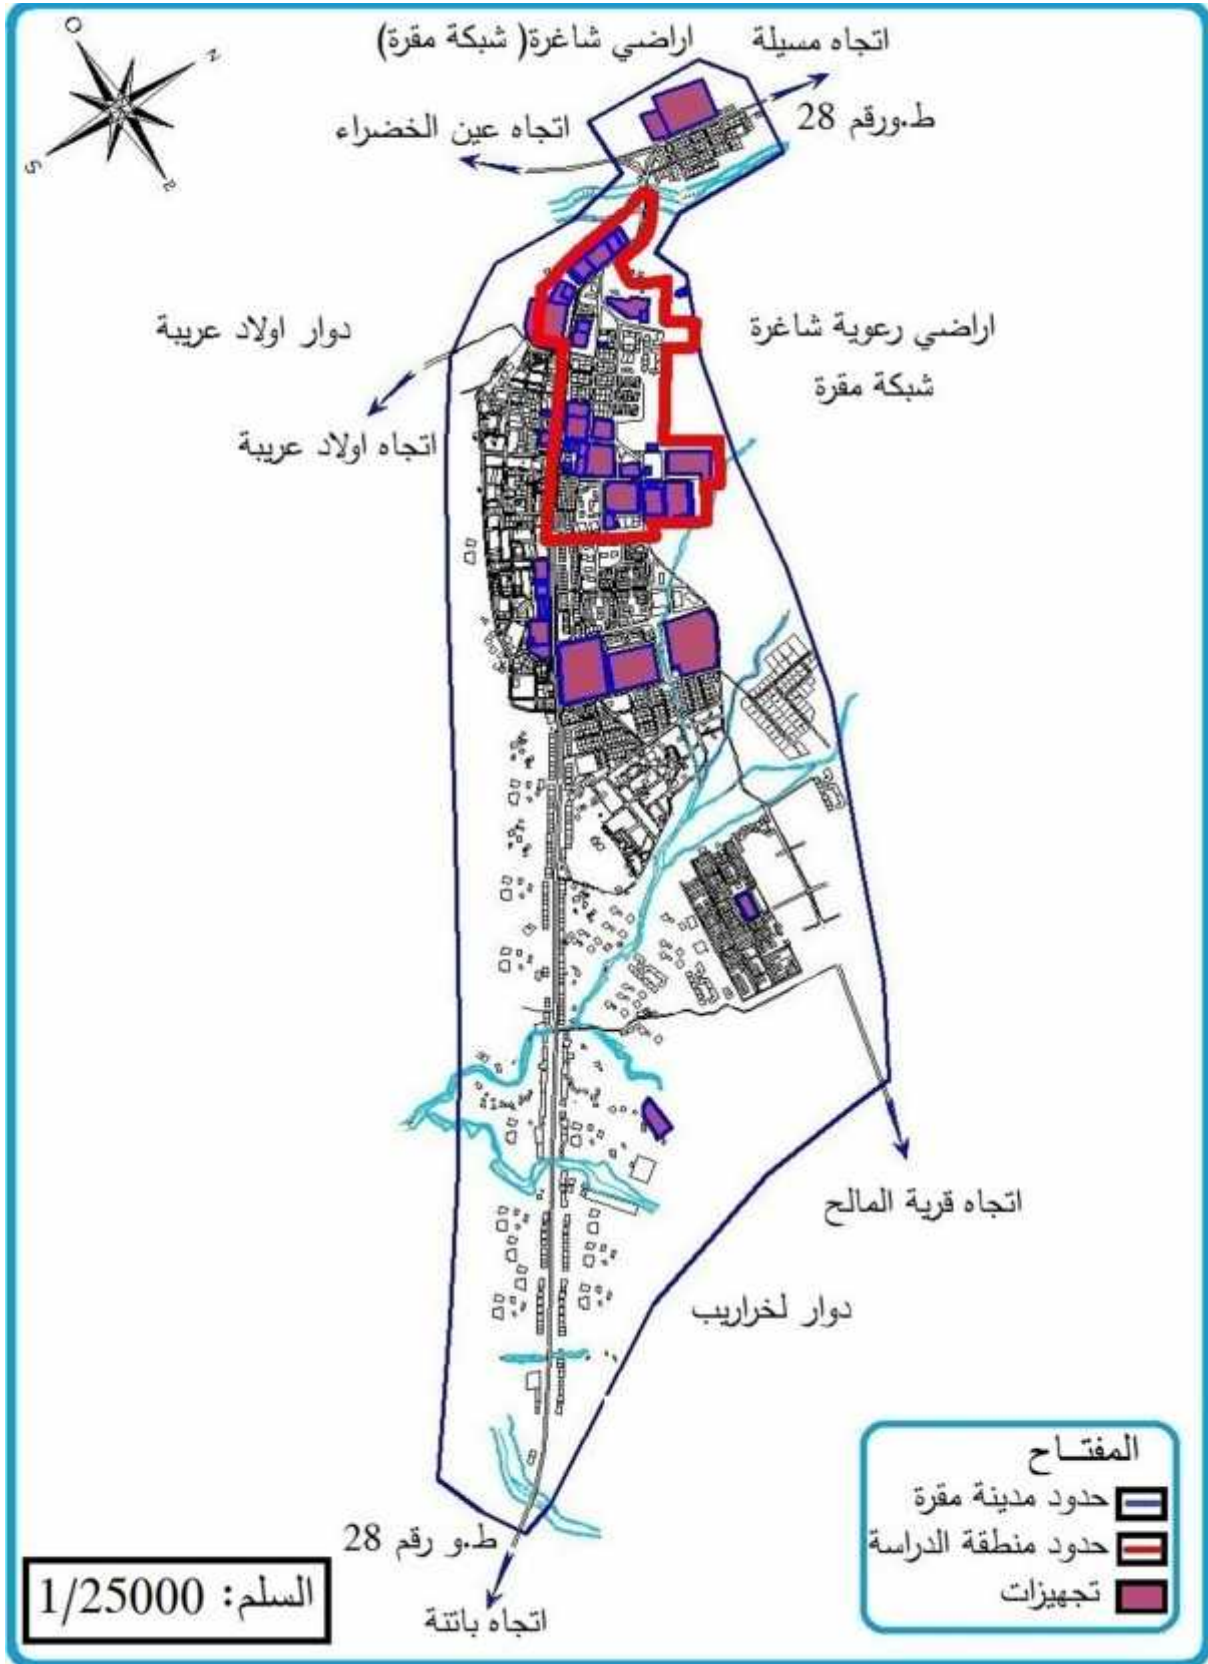 اتجاه مسيلة
اراضي شاغرة( شبكة مقرة)
O
N
ط.ورقم 28
اتجاه عين الخضراء
S
اراضي رعوية شاغرة
شبكة مقرة
دوار اولاد عريبة
اتجاه اولاد عريبة
اتجاه قرية المالح
دوار لخراريب
ط.و رقم 28
اتجاه باتنة
المفتــاح
حدود مدينة مقرة
حدود منطقة الدراسة
تجهيزات
السلم: 1/25000